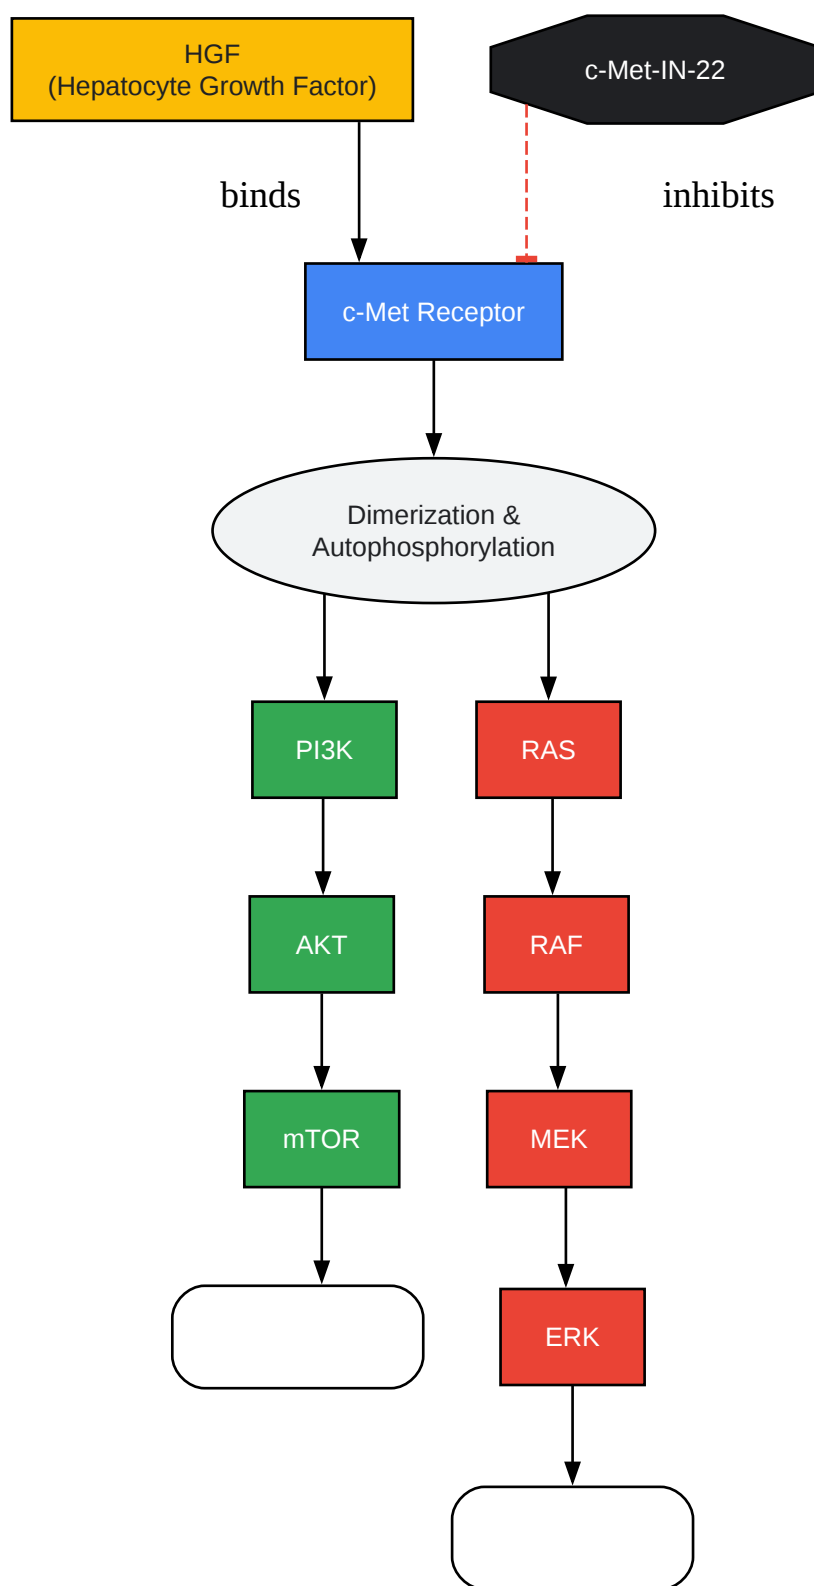 HGF
(Hepatocyte Growth Factor)
c-Met-IN-22
binds
inhibits
c-Met Receptor
Dimerization &
Autophosphorylation
PI3K
RAS
AKT
RAF
mTOR
MEK
ERK